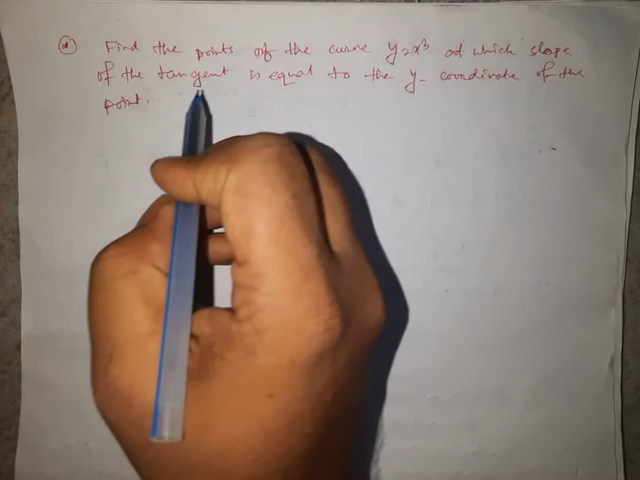 * Find the points of the curve y=x³ at which slope
of the tangent is equal to the y- coordinate of the
point.